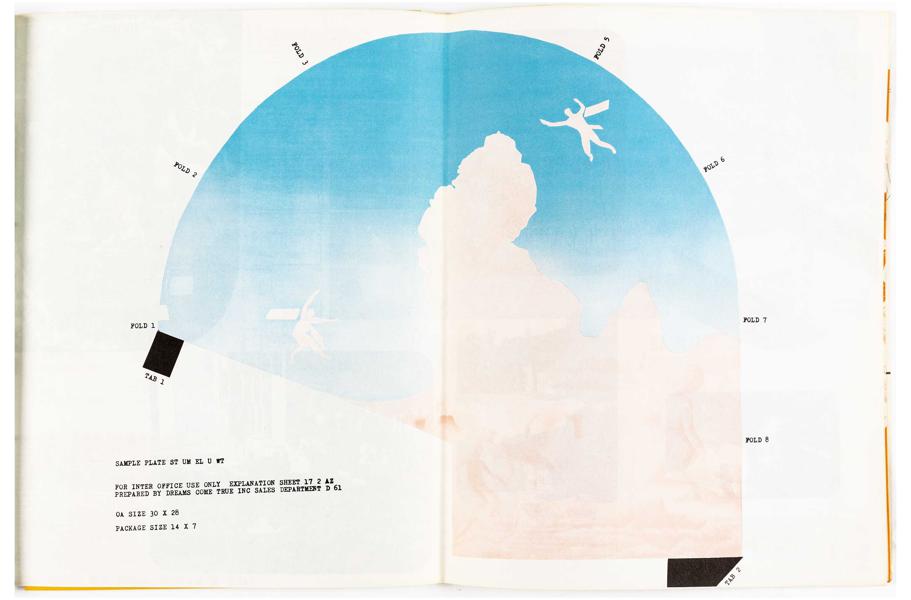 FOLD 3
FOLD 5
FOLD 2
FOLD 6
FOLD 1
FOLD 7
TAB 1
FOLD 8
SAMPLE PLATE ST UM EL U WT
FOR INTER OFFICE USE ONLY EXPLANATION SHEET 17 2 AZ
PREPARED BY DREAMS COME TRUE INC SALES DEPARTMENT D 61
OA SIZE 30 X 28
PACKAGE SIZE 14 X 7
TAB 2